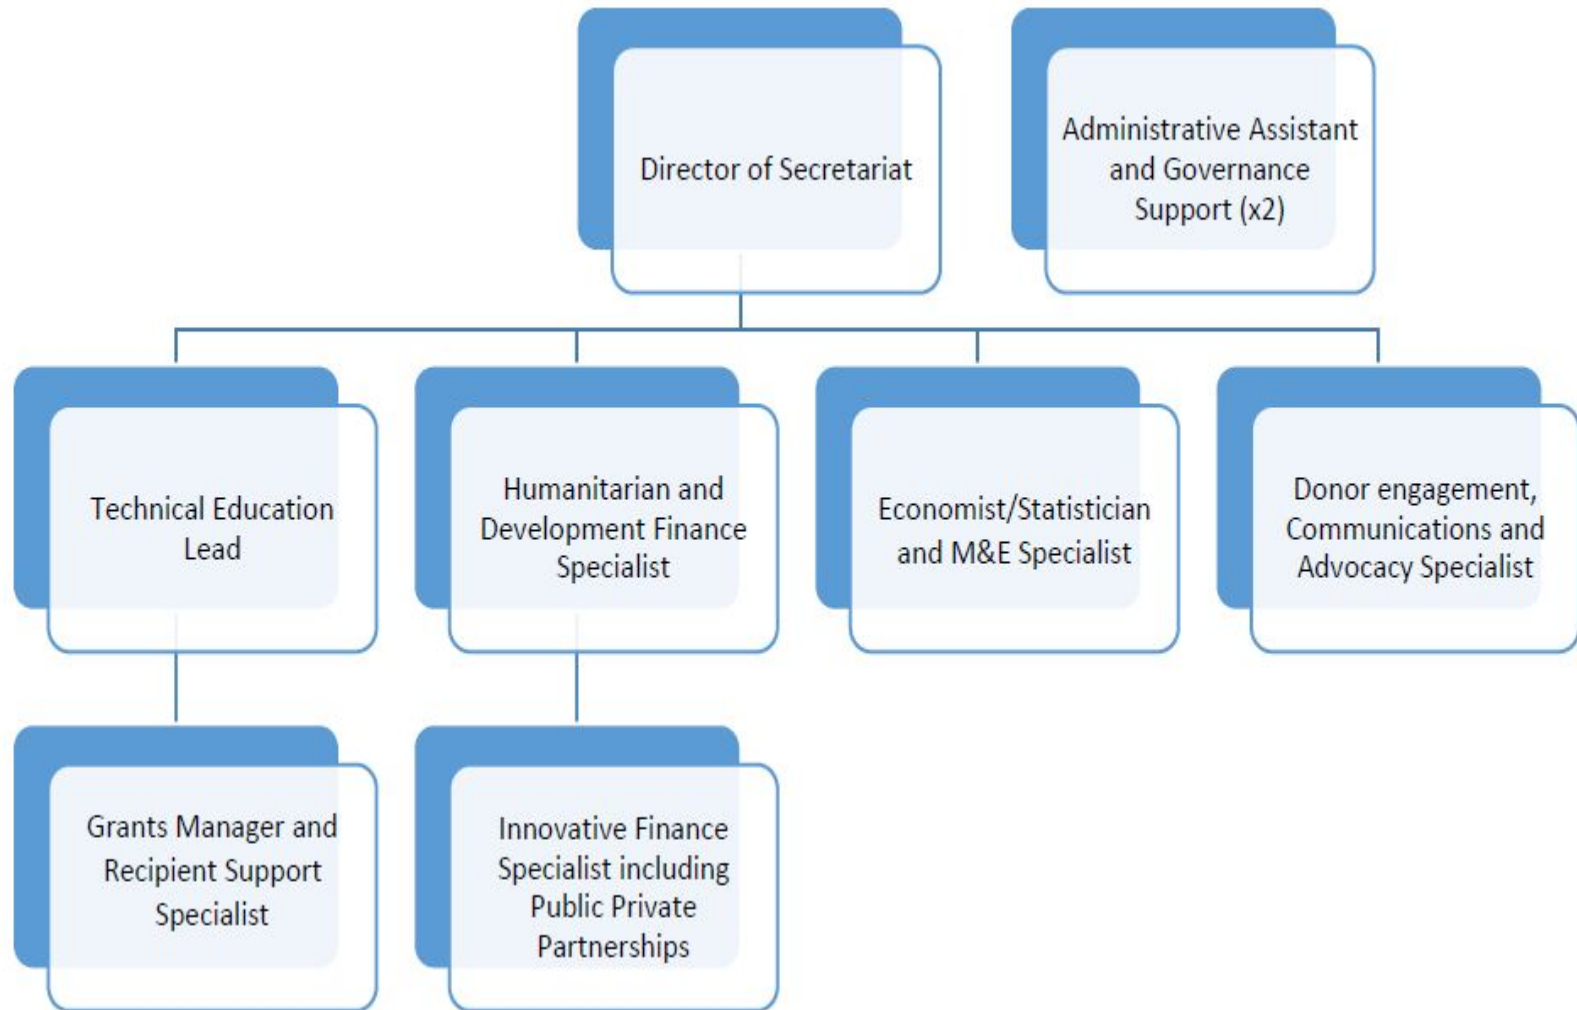 Director of Secretariat
Administrative Assistant
and Governance
Support (x2)
Technical Education
Lead
Humanitarian and
Development Finance
Specialist
Economist/Statistician
and M&E Specialist
Donor engagement,
Communications and
Advocacy Specialist
Grants Manager and
Recipient Support
Specialist
Innovative Finance
Specialist including
Public Private
Partnerships